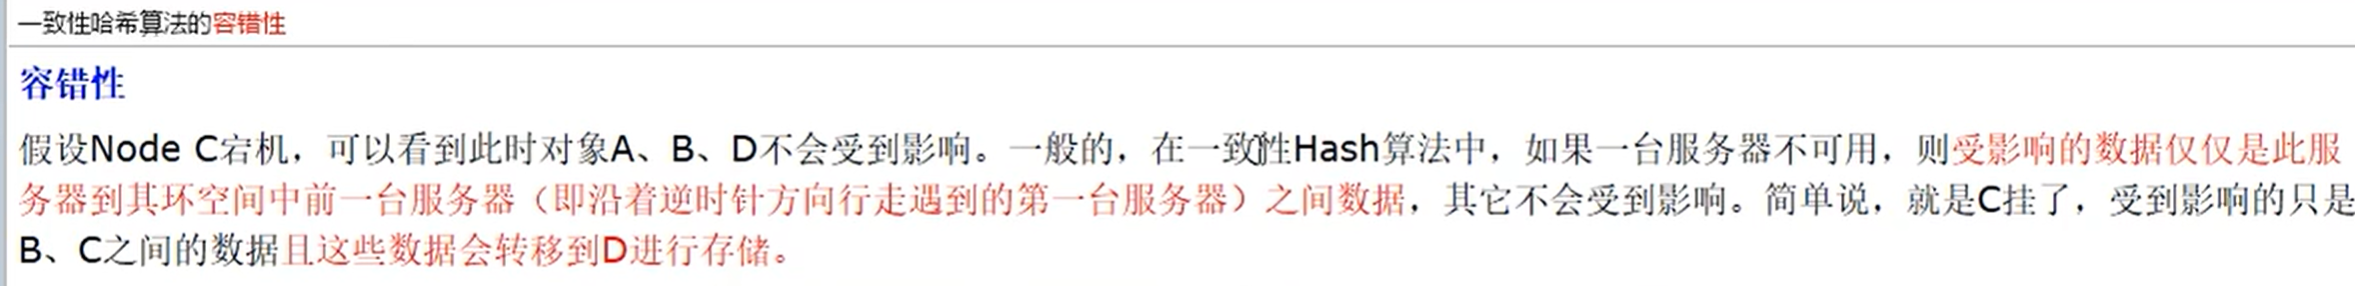 一致性哈希算法的容错性
容错性
假设Node C宕机，可以看到此时对象A、B、D不会受到影响。一般的，在一致性Hash算法中，如果一台服务器不可用，则受影响的数据仅仅是此服
务器到其环空间中前一台服务器（即沿着逆时针方向行走遇到的第一台服务器）之间数据，其它不会受到影响。简单说，就是C挂了，受到影响的只是
B、C之间的数据且这些数据会转移到D进行存储。